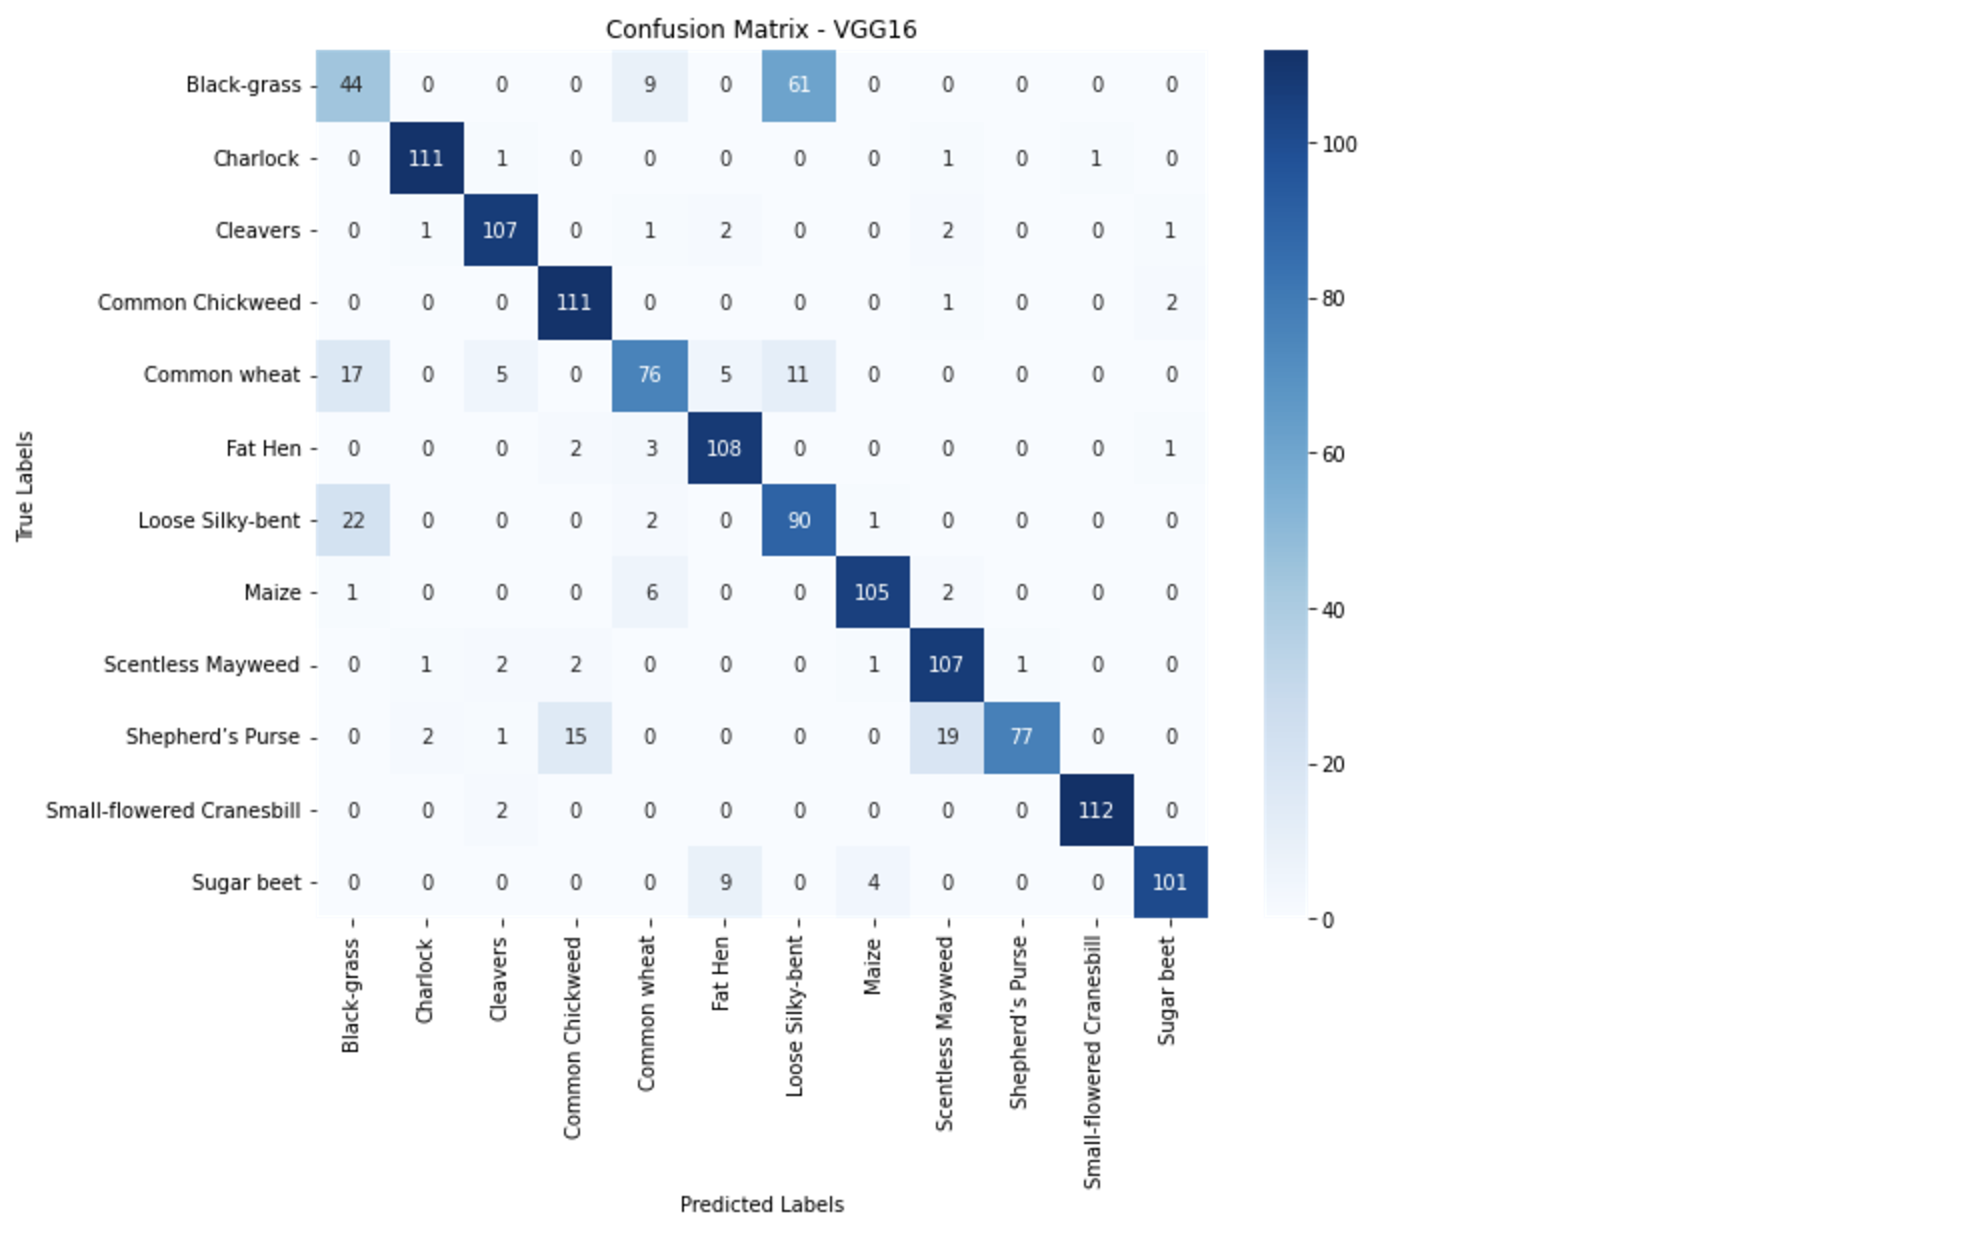 Confusion Matrix - VGG16
Black-grass 44 0 0 0 9 0 61 0 0 0 0 0
Charlock 0 111 1 0 0 0 0 0 1 0 1 0
Cleavers 0 1 107 0 1 2 0 0 2 0 0 1
Common Chickweed 0 0 0 111 0 0 0 0 1 0 0 2
Common wheat 17 0 5 0 76 5 11 0 0 0 0 0
Fat Hen 0 0 0 2 3 108 0 0 0 0 0 1
Loose Silky-bent 22 0 0 0 2 0 90 1 0 0 0 0
Maize 1 0 0 0 6 0 0 105 2 0 0 0
Scentless Mayweed 0 1 2 2 0 0 0 1 107 1 0 0
Shepherd’s Purse 0 2 1 15 0 0 0 0 19 77 0 0
Small-flowered Cranesbill 0 0 2 0 0 0 0 0 0 0 112 0
Sugar beet 0 0 0 0 0 9 0 4 0 0 0 101
True Labels
Black-grass
Charlock
Cleavers
Common Chickweed
Common wheat
Fat Hen
Loose Silky-bent
Maize
Scentless Mayweed
Shepherd’s Purse
Small-flowered Cranesbill
Sugar beet
Predicted Labels
100
80
60
40
20
0